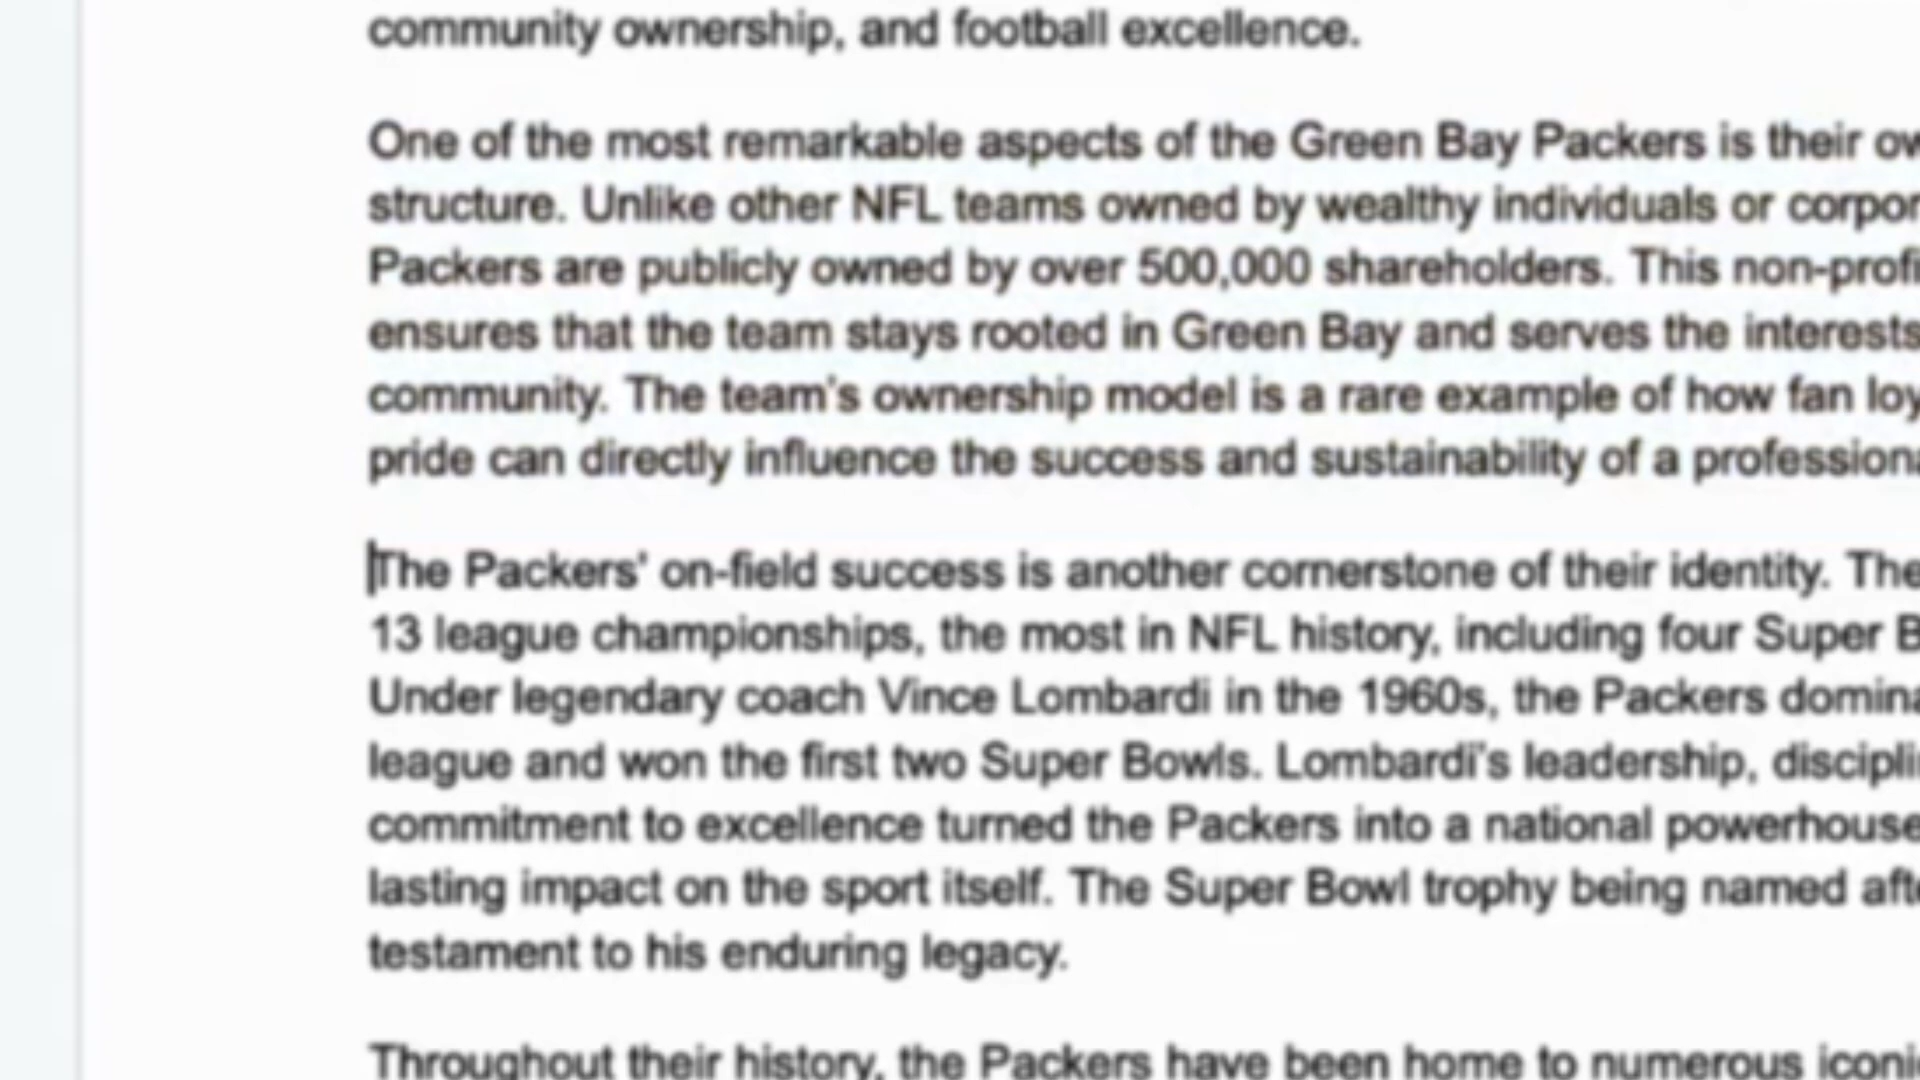 community ownership, and football excellence.
One of the most remarkable aspects of the Green Bay Packers is their
structure. Unlike other NFL teams owned by wealthy individuals or
Packers are publicly owned by over 500,000 shareholders. This
ensures that the team stays rooted in Green Bay and serves the interests
community. The team's ownership model is a rare example of how fan
pride can directly influence the success and sustainability of a
The Packers' on-field success is another cornerstone of their identity.
13 league championships, the most in NFL history, including four Super
Under legendary coach Vince Lombardi in the 1960s, the Packers
league and won the first two Super Bowls. Lombardi's leadership,
commitment to excellence turned the Packers into a national powerhouse
lasting impact on the sport itself. The Super Bowl trophy being named
testament to his enduring legacy.
Throughout their history, the Packers have been home to numerous